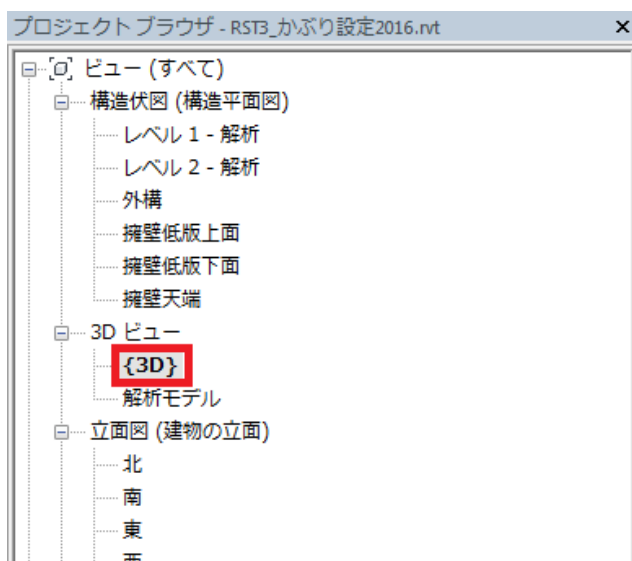 プロジェクト ブラウザ - RST3_かぶり設定2016.rvt
ビュー (すべて)
構造伏図 (構造平面図)
レベル 1 - 解析
レベル 2 - 解析
外構
擁壁低版上面
擁壁低版下面
擁壁天端
3D ビュー
{3D}
解析モデル
立面図 (建物の立面)
北
南
東
西